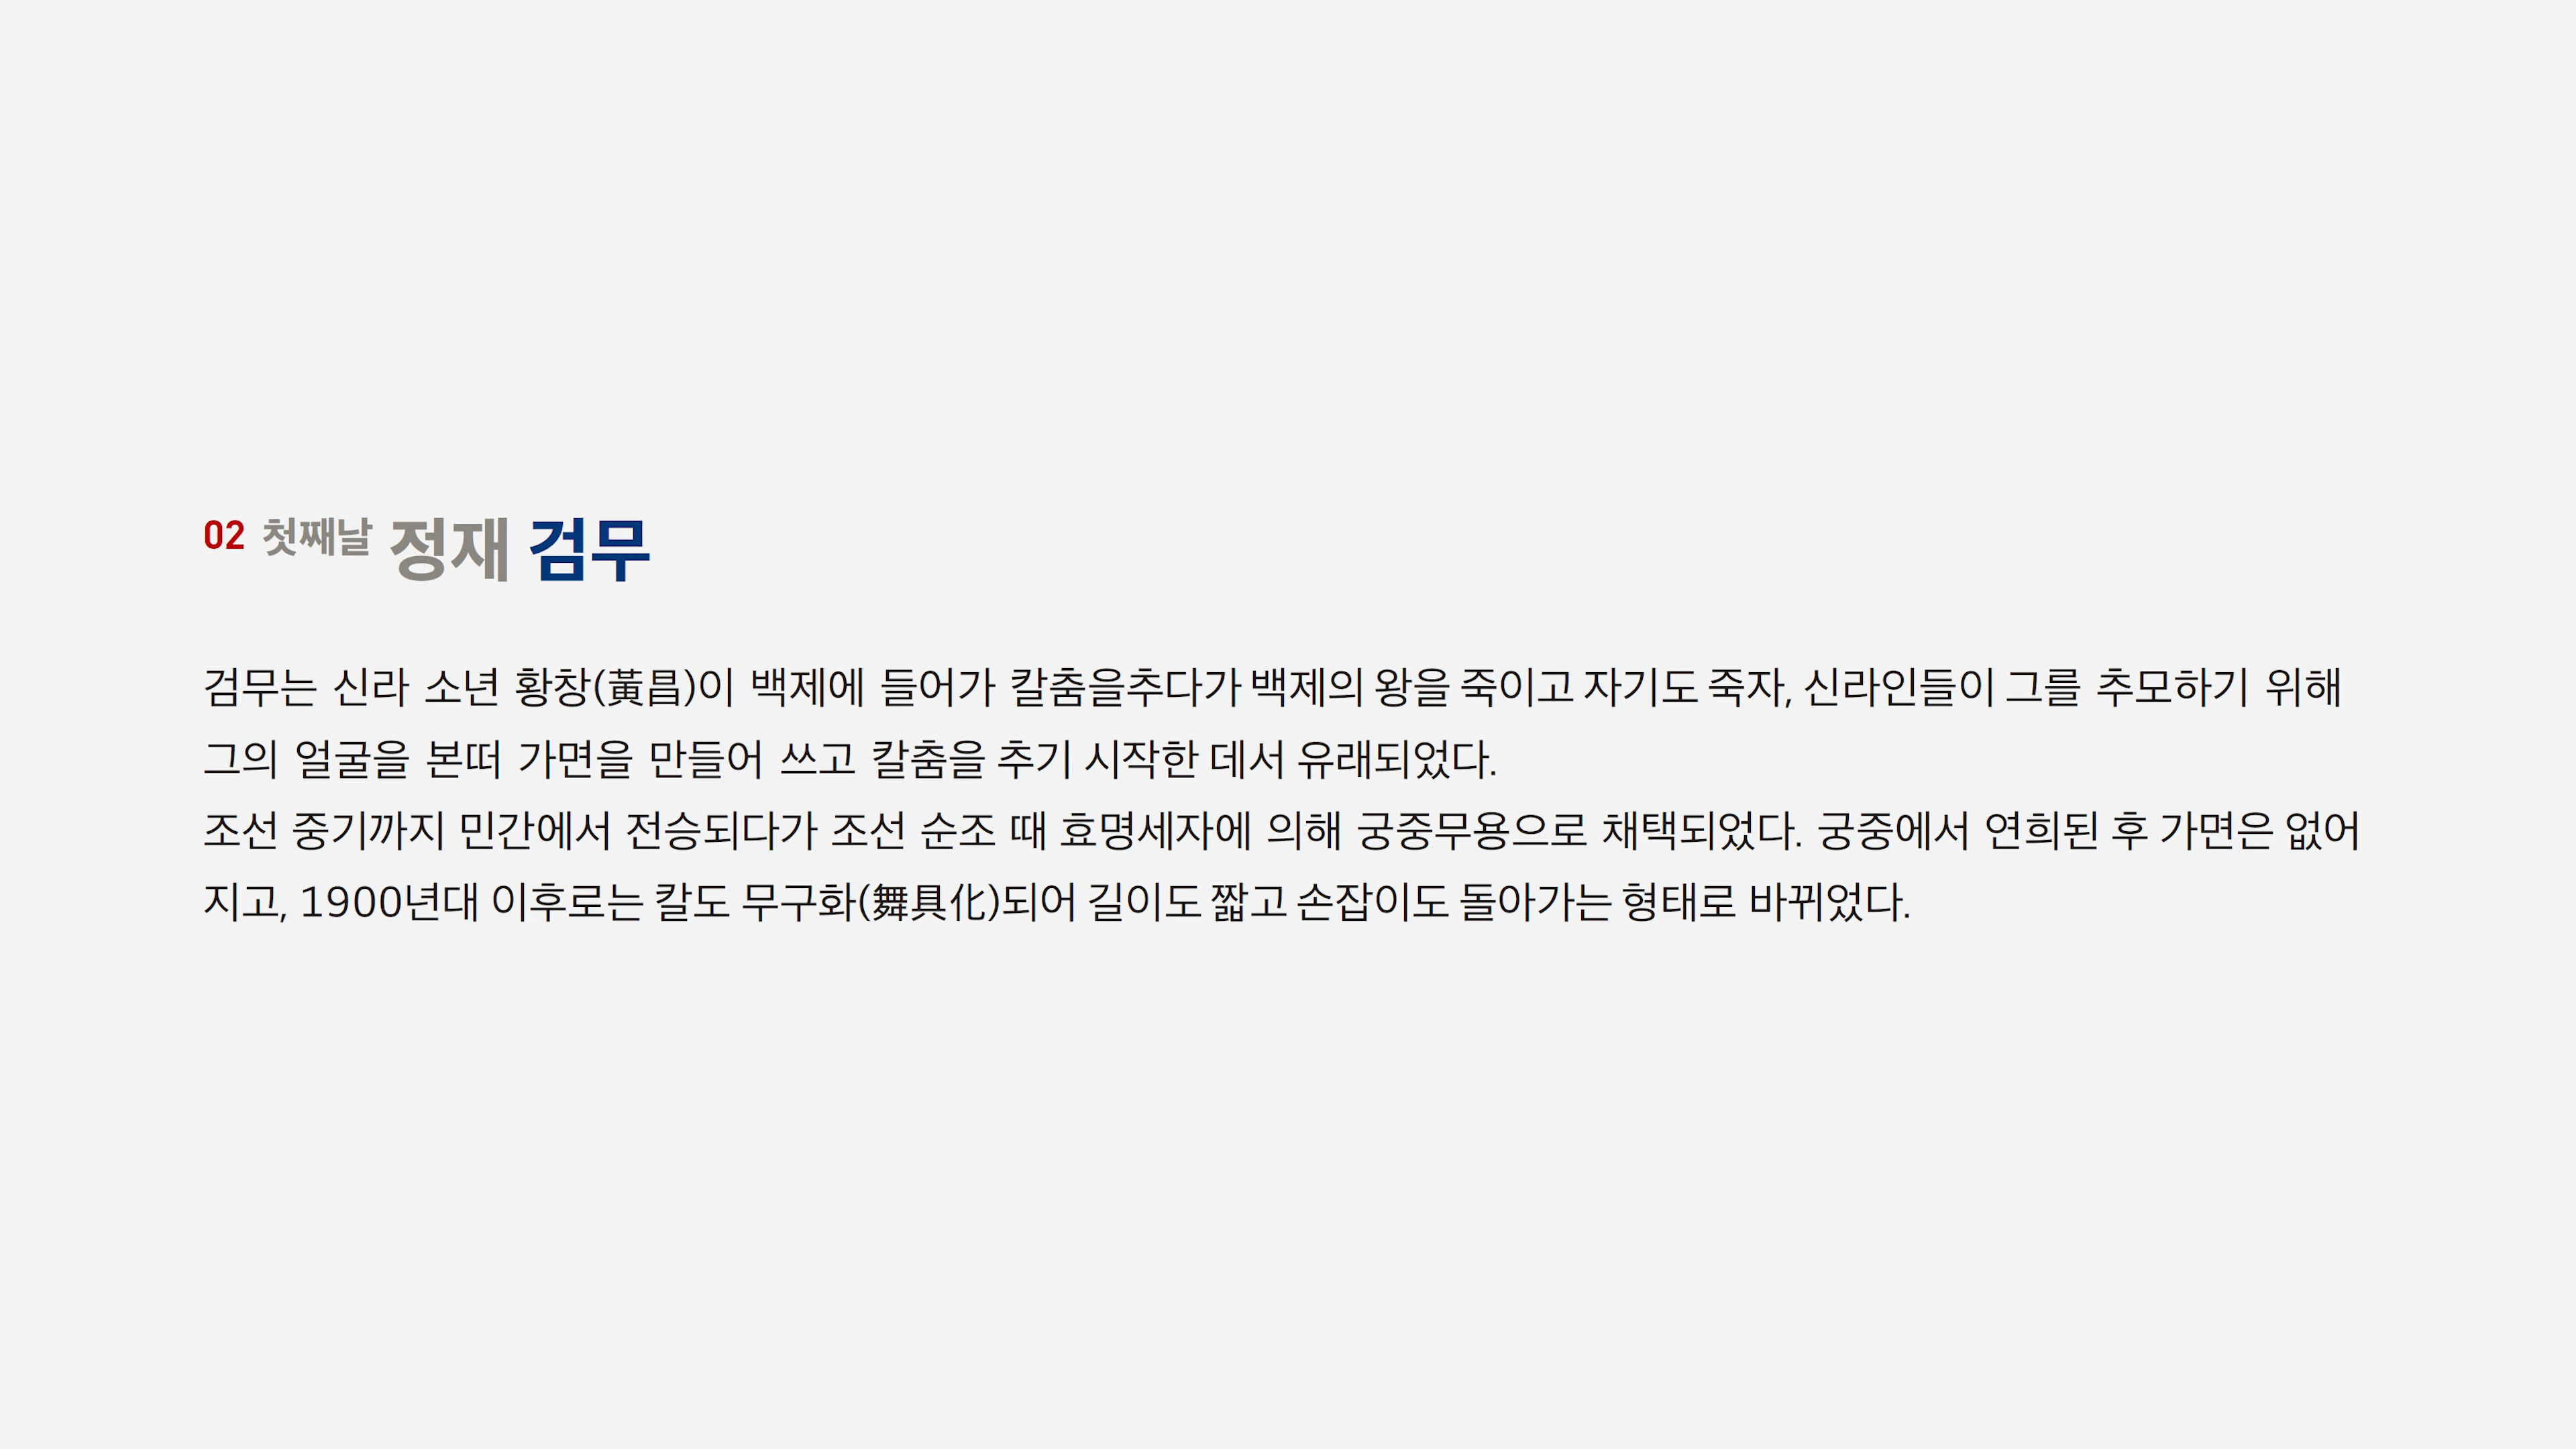 02 첫째날 정재 검무
검무는 신라 소년 황창(黃昌)이 백제에 들어가 칼춤을추다가 백제의 왕을 죽이고 자기도 죽자, 신라인들이 그를 추모하기 위해
그의 얼굴을 본떠 가면을 만들어 쓰고 칼춤을 추기 시작한 데서 유래되었다.
조선 중기까지 민간에서 전승되다가 조선 순조 때 효명세자에 의해 궁중무용으로 채택되었다. 궁중에서 연희된 후 가면은 없어
지고, 1900년대 이후로는 칼도 무구화(舞具化)되어 길이도 짧고 손잡이도 돌아가는 형태로 바뀌었다.